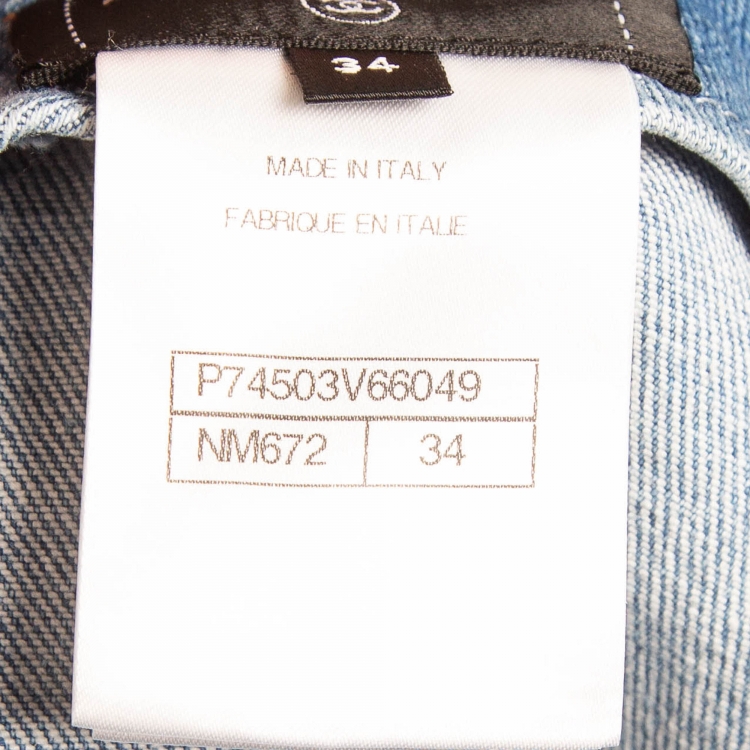 34
MADE IN ITALY
FABRIQUE EN ITALIE
P74503V66049
NM672 34